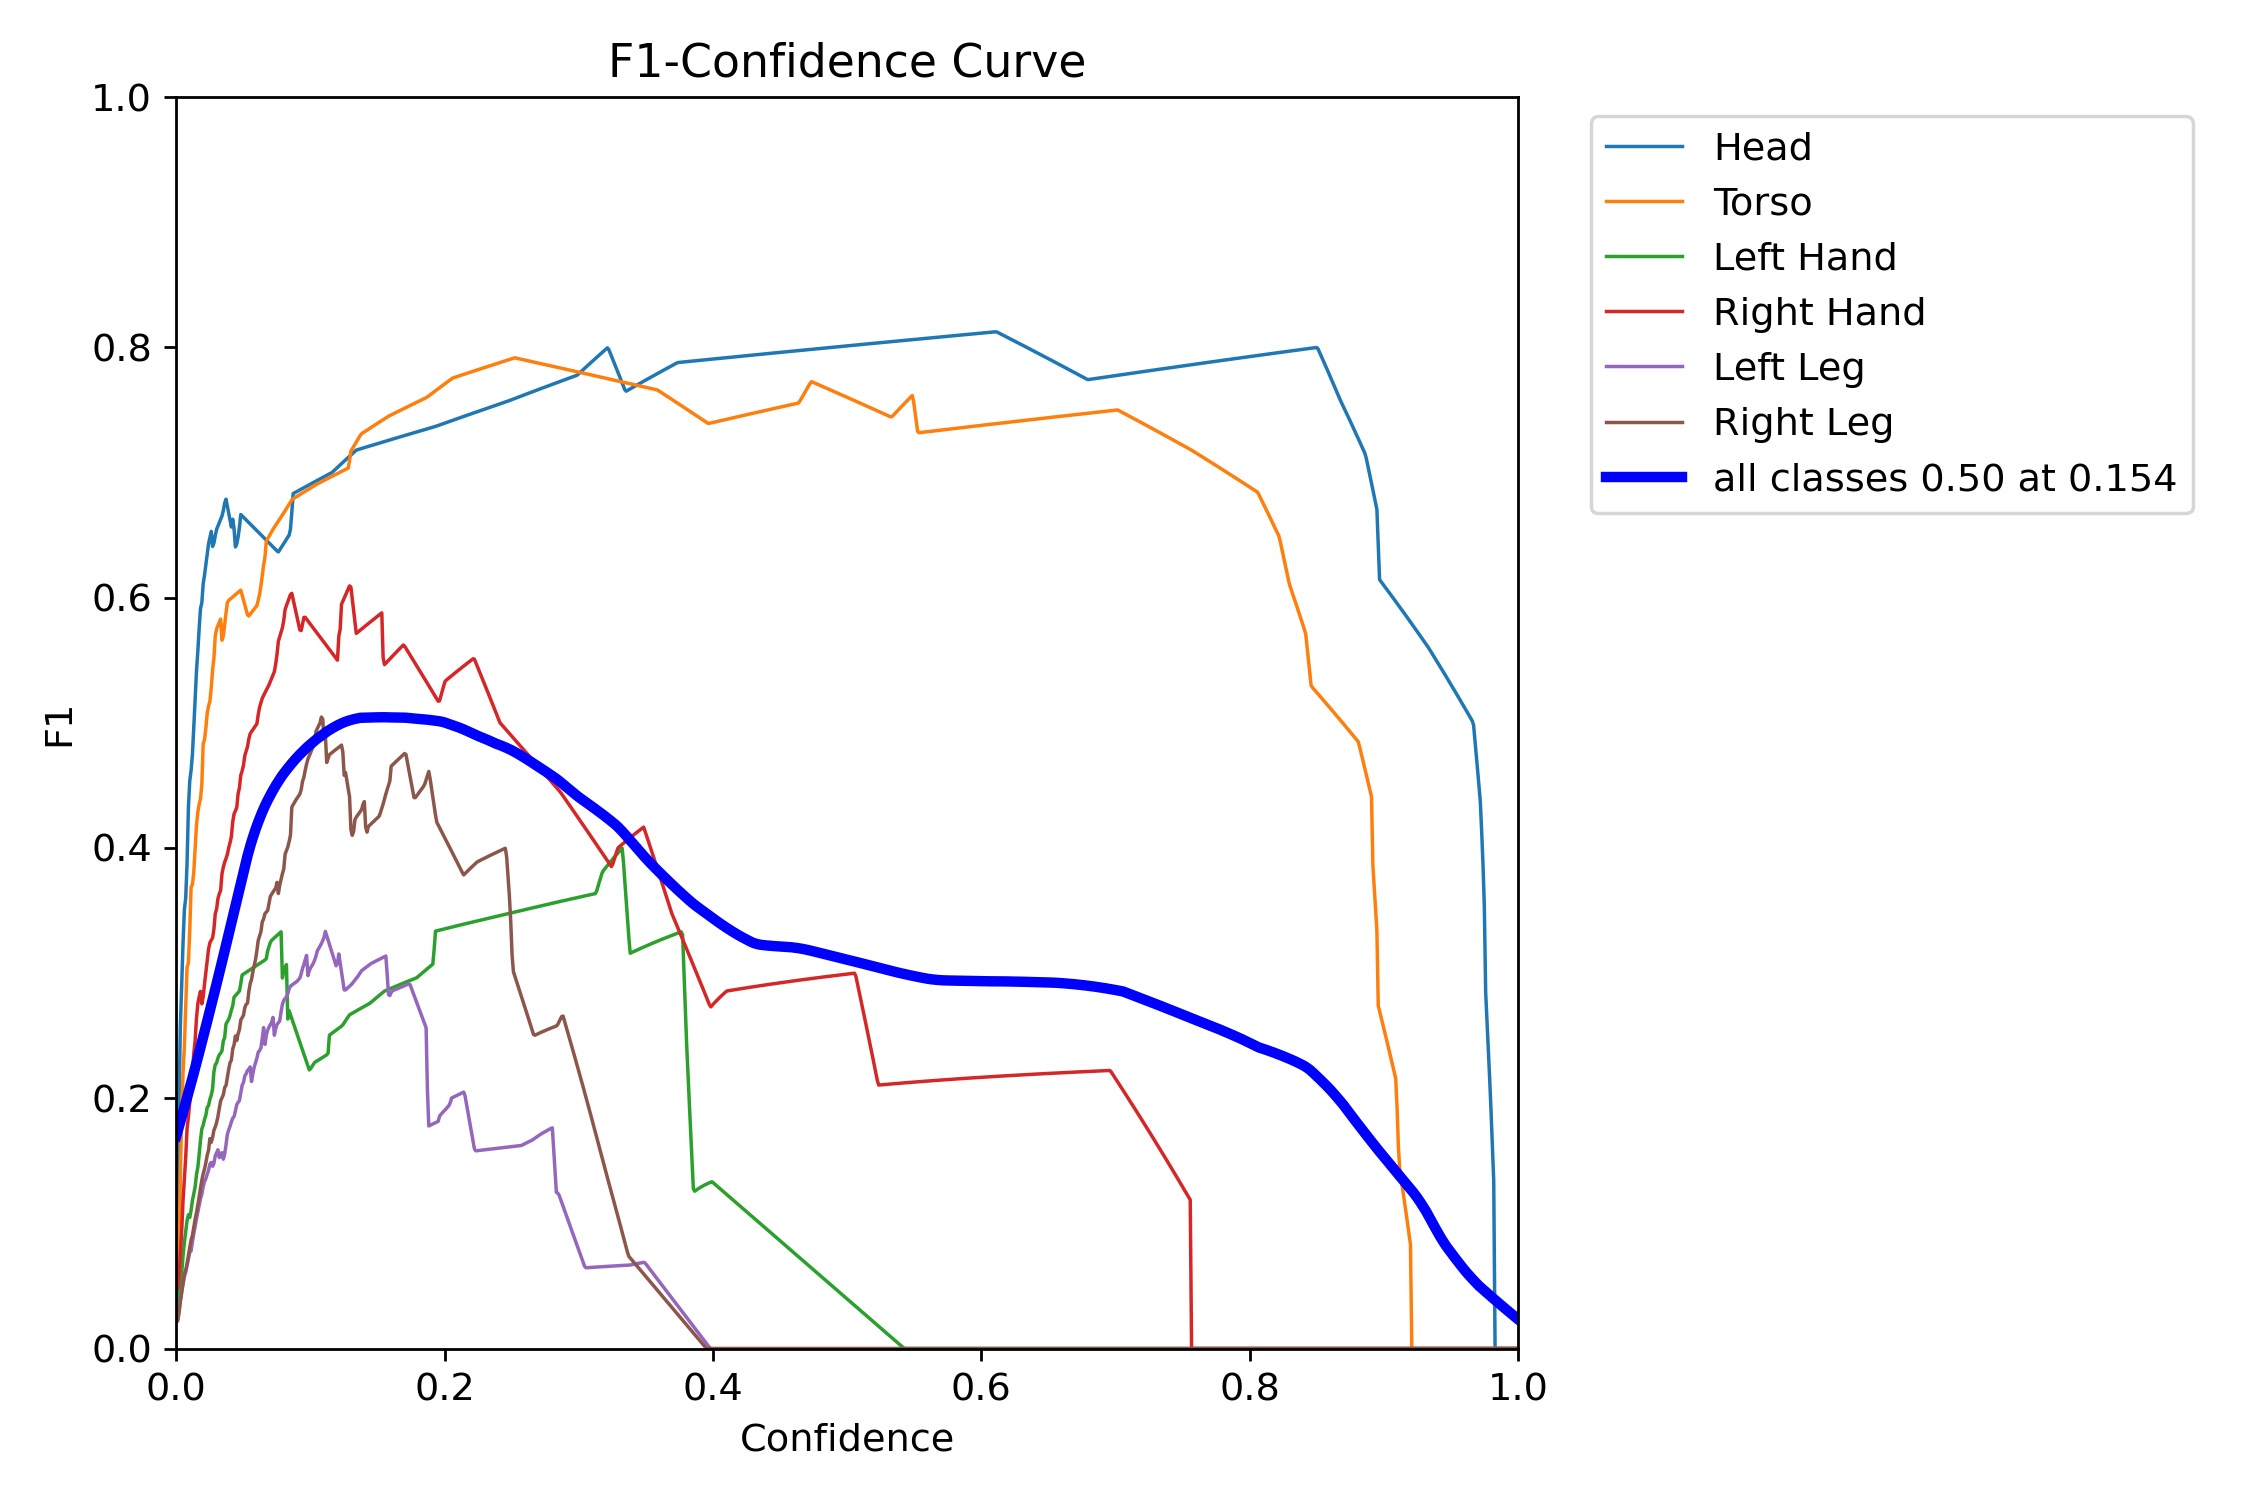 F1-Confidence Curve
1.0
0.8
0.6
0.4
0.2
0.0
F1
0.0 0.2 0.4 0.6 0.8 1.0
Confidence
Head
Torso
Left Hand
Right Hand
Left Leg
Right Leg
all classes 0.50 at 0.154